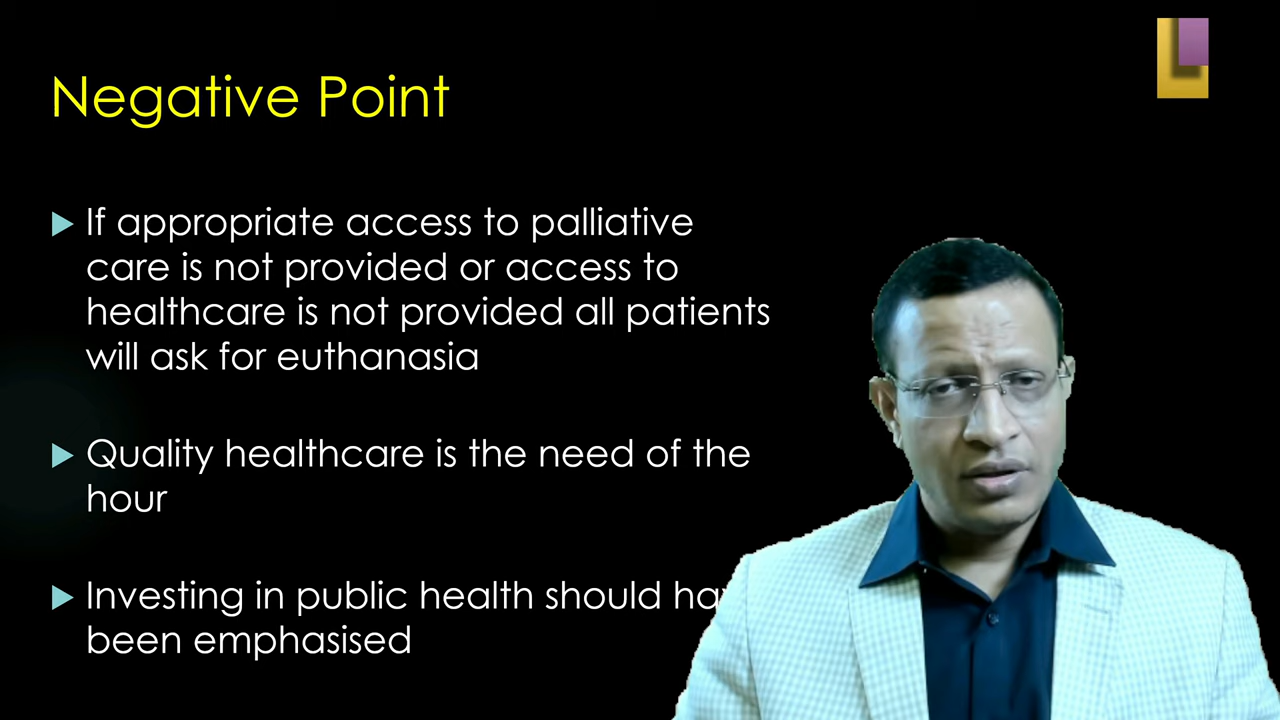 Negative Point
If appropriate access to palliative
care is not provided or access to
healthcare is not provided all patients
will ask for euthanasia
Quality healthcare is the need of the
hour
Investing in public health should
been emphasised